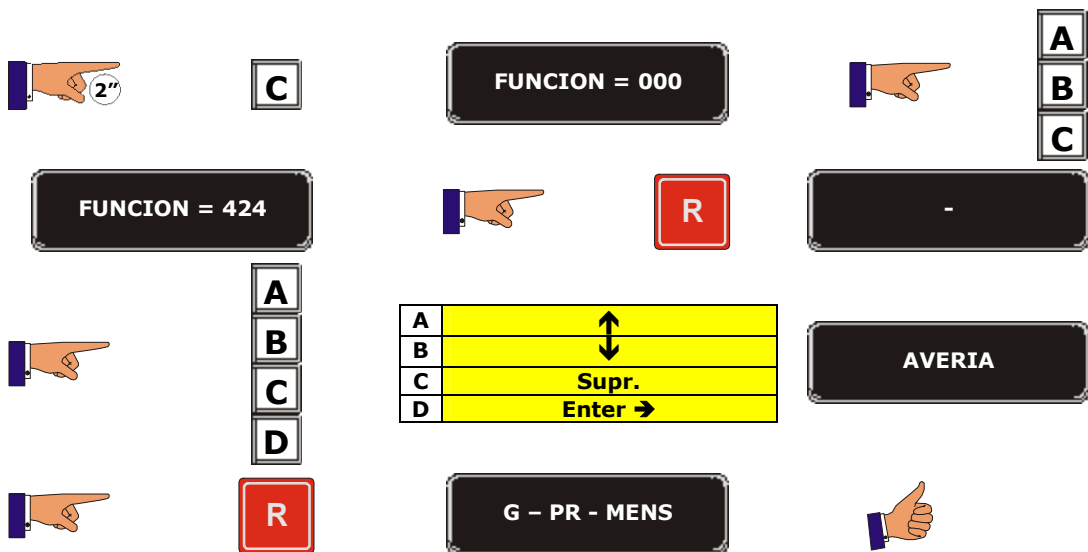 2”
C
FUNCION = 000
A
B
C
FUNCION = 424
R
-
A
B
C
D
A ↑
B ↓
C Supr.
D Enter ➔
AVERIA
R
G – PR - MENS